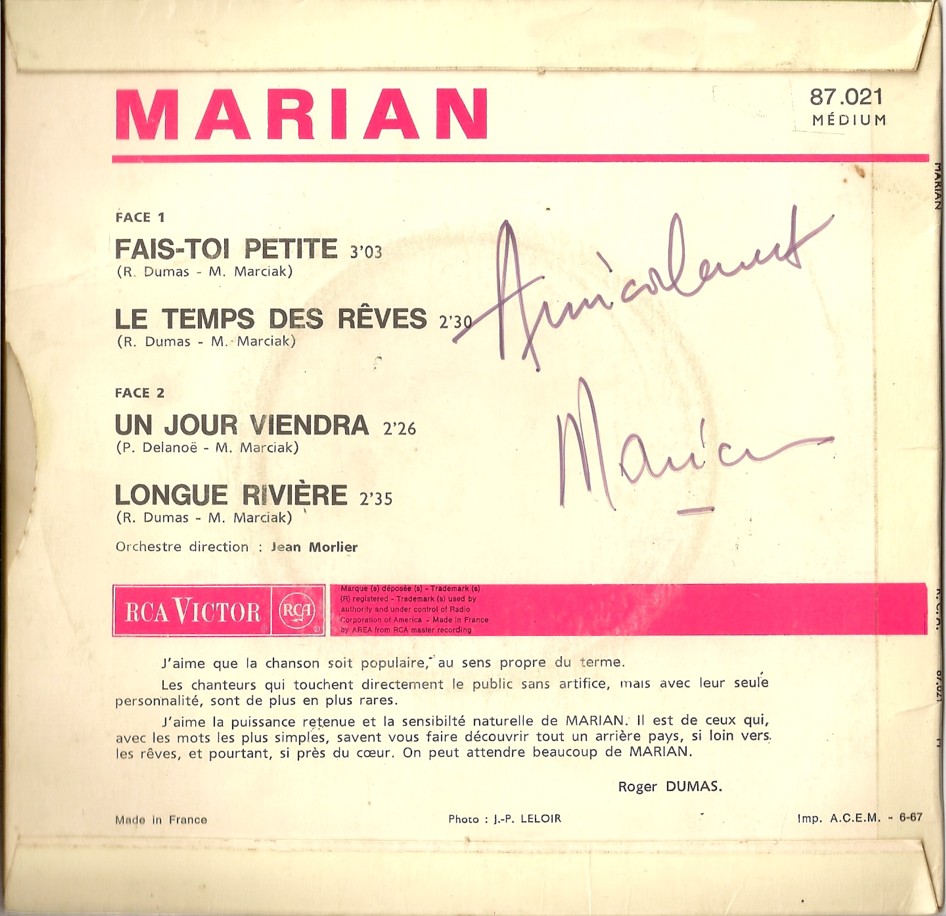 MARIAN
87.021
MÉDIUM
MARIAN
FACE 1
FAIS-TOI PETITE 3'03
(R. Dumas - M. Marciak)
LE TEMPS DES RÊVES 2'30
(R. Dumas - M. Marciak)
Amicalement
FACE 2
UN JOUR VIENDRA 2'26
(P. Delanoë - M. Marciak)
Marian
LONGUE RIVIÈRE 2'35
(R. Dumas - M. Marciak)
Orchestre direction : Jean Morlier
RCA VICTOR RCA
Marque (s) déposée (s) - Trademark (s)
(R) registered - Trademark (s) used by
authority and under control of Radio
Corporation of America - Made in France
by AREA from RCA master recording
J'aime que la chanson soit populaire, au sens propre du terme.
Les chanteurs qui touchent directement le public sans artifice, mais avec leur seule
personnalité, sont de plus en plus rares.
J'aime la puissance retenue et la sensibilté naturelle de MARIAN. Il est de ceux qui,
avec les mots les plus simples, savent vous faire découvrir tout un arrière pays, si loin vers
les rêves, et pourtant, si près du cœur. On peut attendre beaucoup de MARIAN.
Roger DUMAS.
Made in France
Photo : J.-P. LELOIR
Imp. A.C.E.M. - 6-67